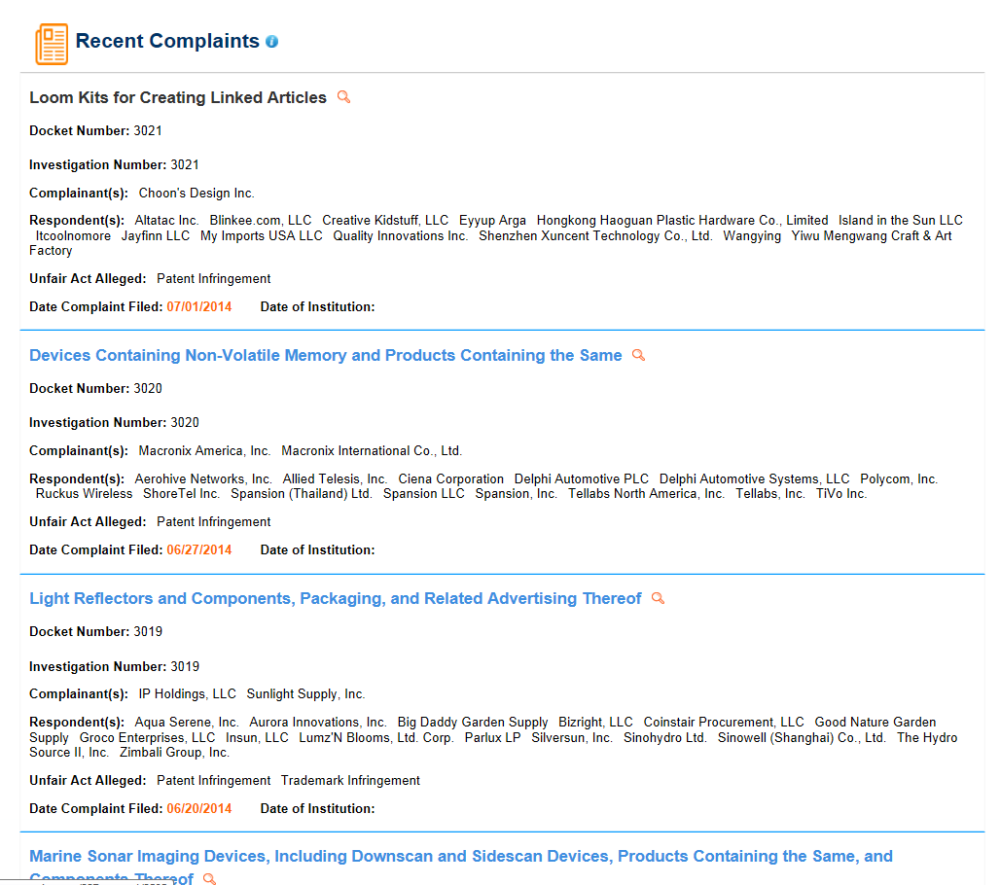 Recent Complaints
Loom Kits for Creating Linked Articles
Docket Number: 3021
Investigation Number: 3021
Complainant(s): Choon's Design Inc.
Respondent(s): Altatac Inc. Blinkee.com, LLC Creative Kidstuff, LLC Eyyup Arga Hongkong Haoguan Plastic Hardware Co., Limited Island in the Sun LLC
Itcoolnomore Jayfinn LLC My Imports USA LLC Quality Innovations Inc. Shenzhen Xuncent Technology Co., Ltd. Wangying Yiwu Mengwang Craft & Art
Factory
Unfair Act Alleged: Patent Infringement
Date Complaint Filed: 07/01/2014 Date of Institution:
Devices Containing Non-Volatile Memory and Products Containing the Same
Docket Number: 3020
Investigation Number: 3020
Complainant(s): Macronix America, Inc. Macronix International Co., Ltd.
Respondent(s): Aerohive Networks, Inc. Allied Telesis, Inc. Ciena Corporation Delphi Automotive PLC Delphi Automotive Systems, LLC Polycom, Inc.
Ruckus Wireless ShoreTel Inc. Spansion (Thailand) Ltd. Spansion LLC Spansion, Inc. Tellabs North America, Inc. Tellabs, Inc. TiVo Inc.
Unfair Act Alleged: Patent Infringement
Date Complaint Filed: 06/27/2014 Date of Institution:
Light Reflectors and Components, Packaging, and Related Advertising Thereof
Docket Number: 3019
Investigation Number: 3019
Complainant(s): IP Holdings, LLC Sunlight Supply, Inc.
Respondent(s): Aqua Serene, Inc. Aurora Innovations, Inc. Big Daddy Garden Supply Bizright, LLC Coinstair Procurement, LLC Good Nature Garden
Supply Groco Enterprises, LLC Insun, LLC Lumz'N Blooms, Ltd. Corp. Parlux LP Silversun, Inc. Sinohydro Ltd. Sinowell (Shanghai) Co., Ltd. The Hydro
Source II, Inc. Zimbali Group, Inc.
Unfair Act Alleged: Patent Infringement Trademark Infringement
Date Complaint Filed: 06/20/2014 Date of Institution:
Marine Sonar Imaging Devices, Including Downscan and Sidescan Devices, Products Containing the Same, and
Components Thereof